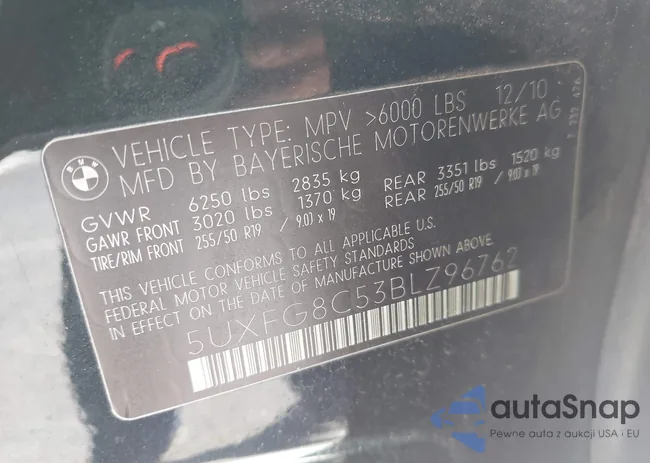 BMW
VEHICLE TYPE: MPV >6000 LBS 12/10
MFD BY BAYERISCHE MOTORENWERKE AG
GVWR 6250 lbs 2835 kg
GAWR FRONT 3020 lbs 1370 kg REAR 3351 lbs 1520 kg
TIRE/RIM FRONT 255/50 R19 / 9.0J x 19 REAR 255/50 R19 / 9.0J x 19
THIS VEHICLE CONFORMS TO ALL APPLICABLE U.S.
FEDERAL MOTOR VEHICLE SAFETY STANDARDS
IN EFFECT ON THE DATE OF MANUFACTURE SHOWN ABOVE.
5UXFG8C53BLZ96762
autaSnap
Pewne auta z aukcji USA i EU